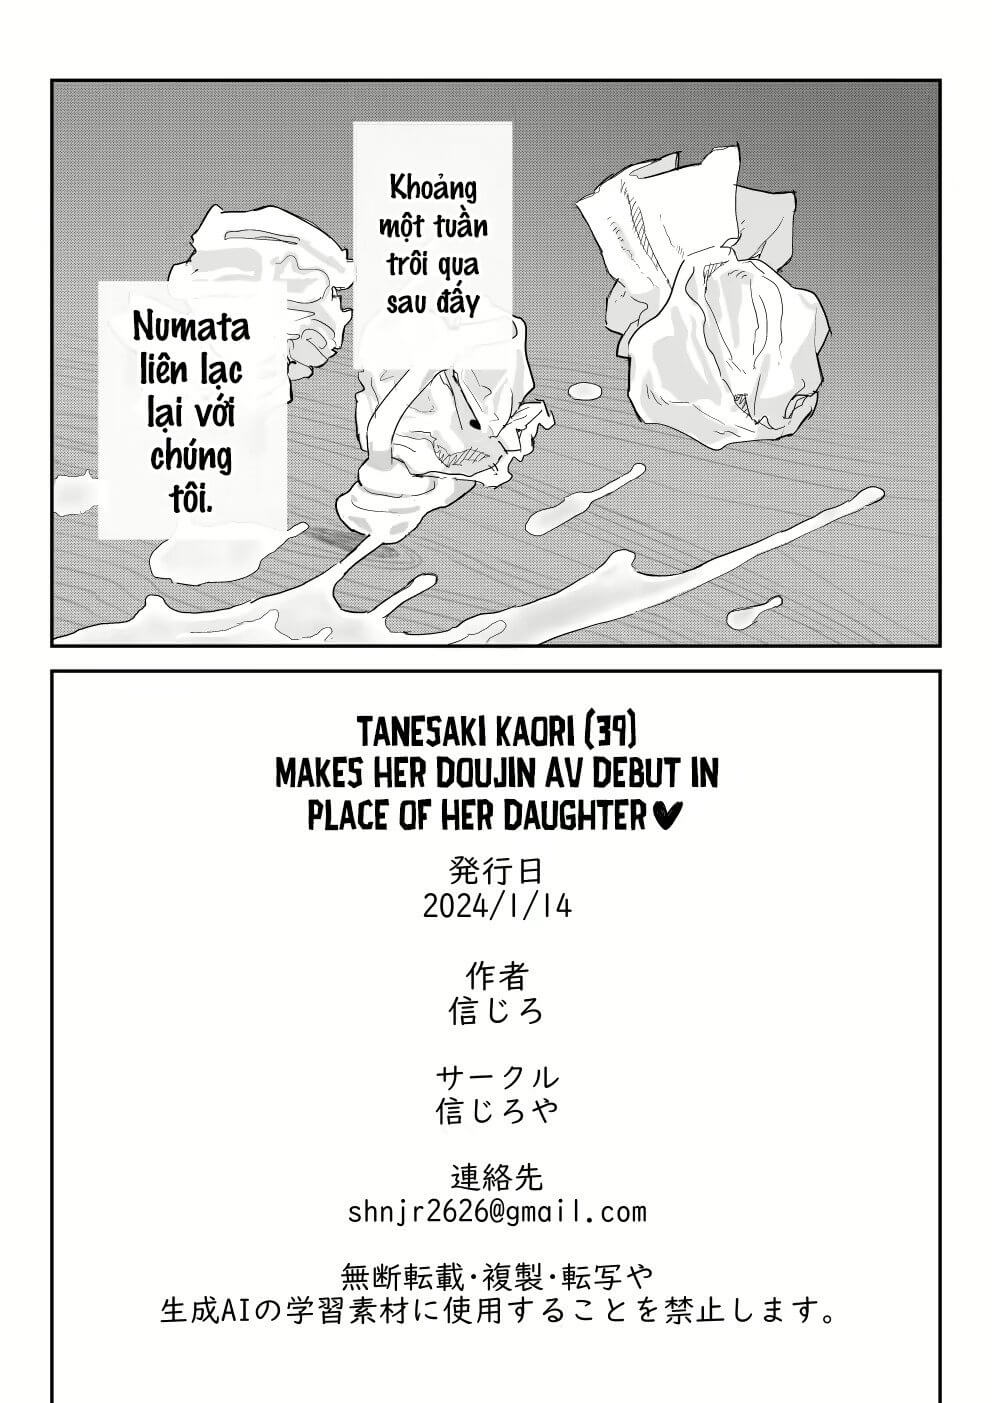 Khoảng
một tuần
trôi qua
sau đấy
Numata
liên lạc
lại với
chúng
tôi.
TANESAKI KAORI (39)
MAKES HER DOUJIN AV DEBUT IN
PLACE OF HER DAUGHTER♥
発行日
2024/1/14
作者
信じろ
サークル
信じろや
連絡先
shnjr2626@gmail.com
無断転載･複製･転写や
生成AIの学習素材に使用することを禁止します。